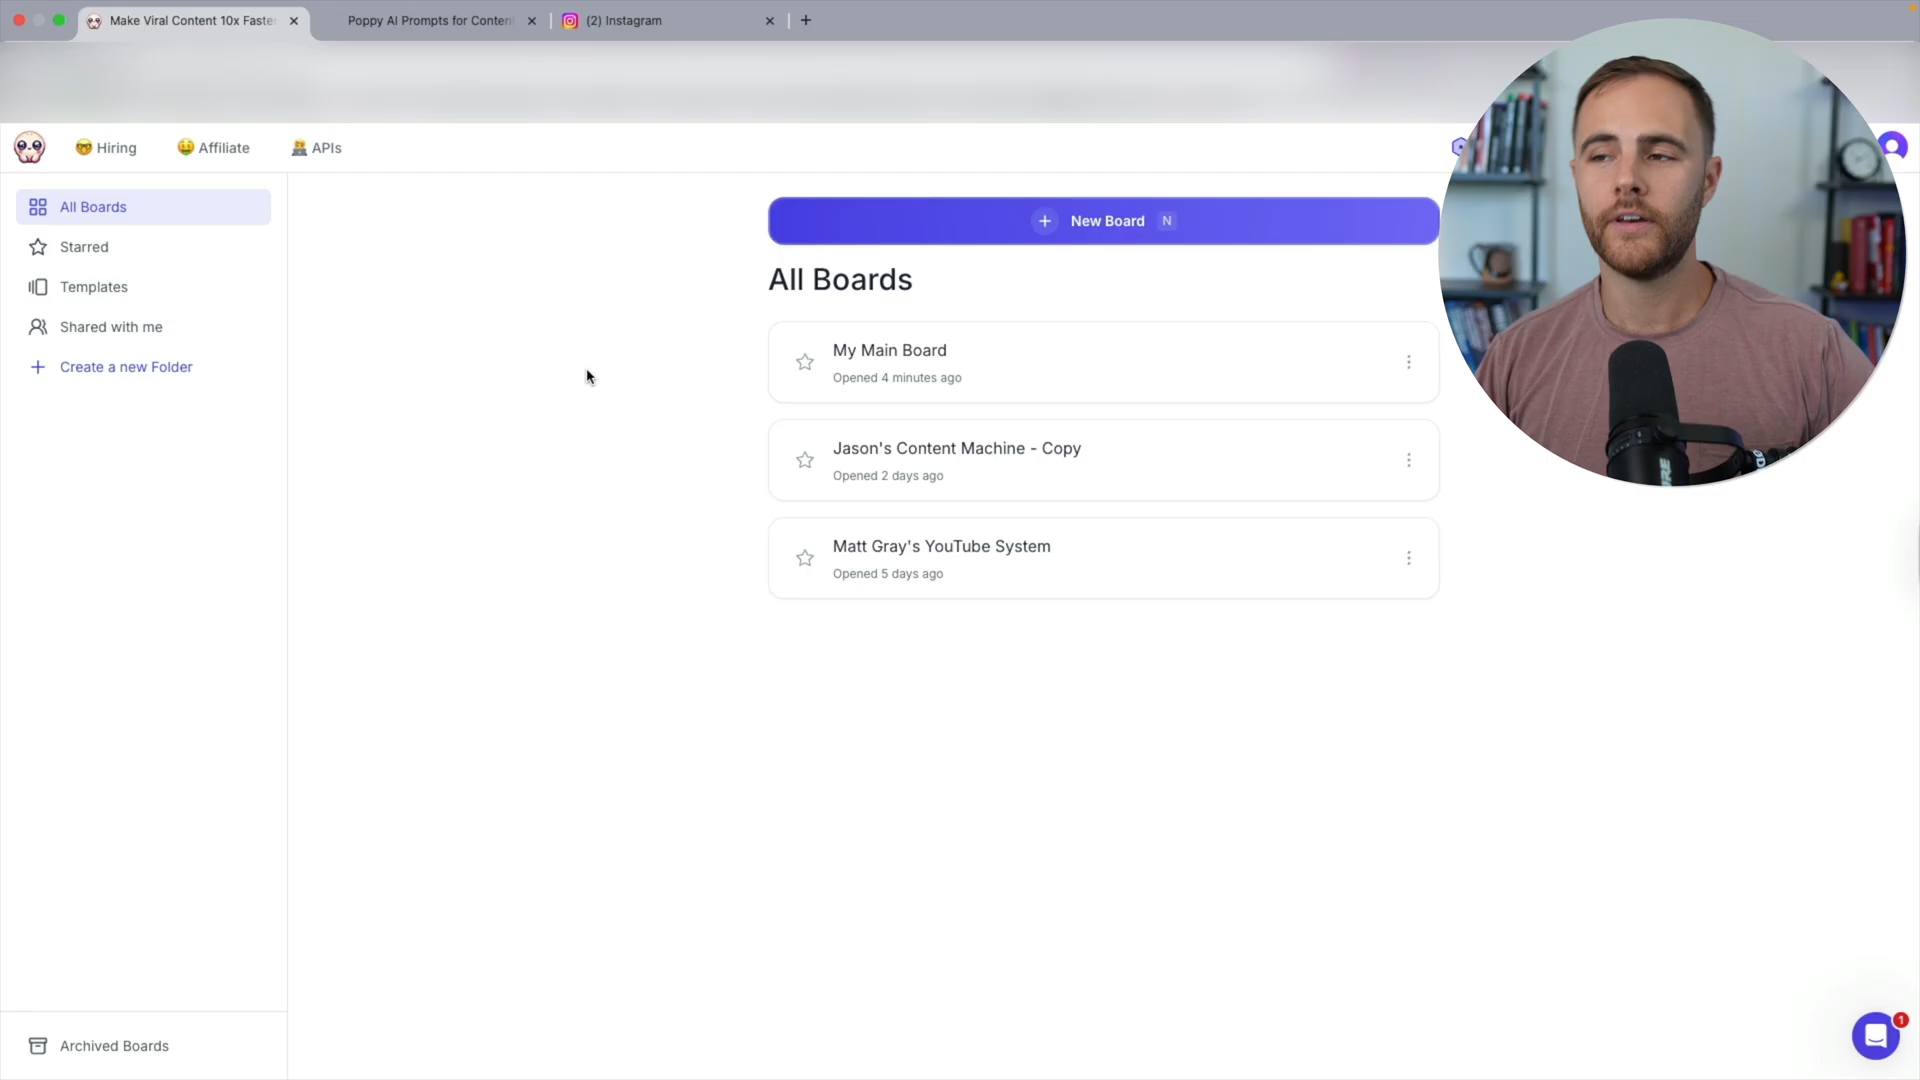 Make Viral Content 10x Faste
Poppy AI Prompts for Conten
(2) Instagram
Hiring
Affiliate
APIs
All Boards
Starred
Templates
Shared with me
Create a new Folder
New Board N
All Boards
My Main Board
Opened 4 minutes ago
Jason's Content Machine - Copy
Opened 2 days ago
Matt Gray's YouTube System
Opened 5 days ago
Archived Boards
1